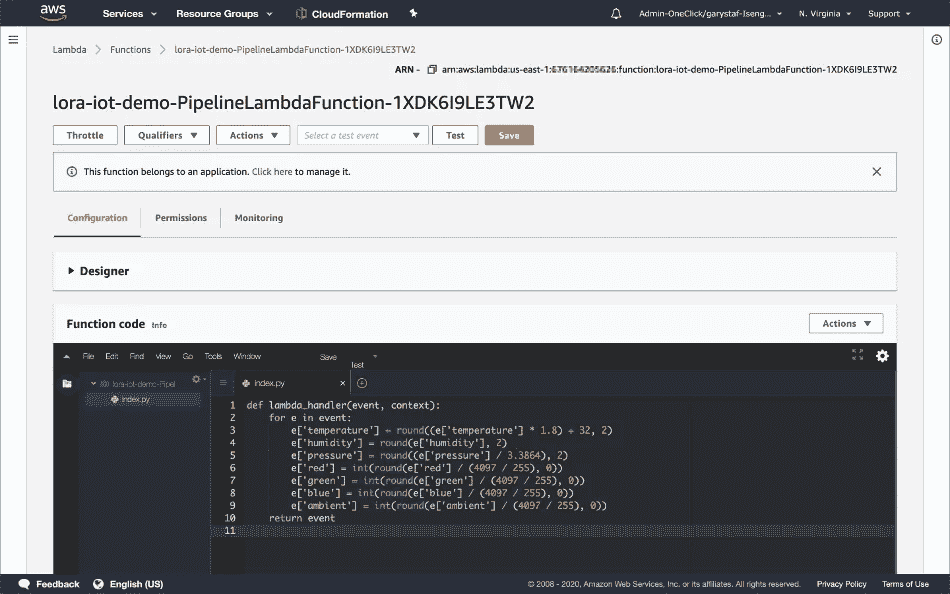 aws Services Resource Groups CloudFormation Admin-OneClick/garystaf-Iseng... N. Virginia Support
Lambda Functions lora-iot-demo-PipelineLambdaFunction-1XDK6I9LE3TW2
ARN - arn:aws:lambda:us-east-1: :function:lora-iot-demo-PipelineLambdaFunction-1XDK6I9LE3TW2
lora-iot-demo-PipelineLambdaFunction-1XDK6I9LE3TW2
Throttle Qualifiers Actions Select a test event Test Save
This function belongs to an application. Click here to manage it.
Configuration Permissions Monitoring
Designer
Function code Info Actions
File Edit Find View Go Tools Window Save Test
lora-iot-demo-Pipel index.py
index.py
1 def lambda_handler(event, context):
2 for e in event:
3 e['temperature'] = round((e['temperature'] * 1.8) + 32, 2)
4 e['humidity'] = round(e['humidity'], 2)
5 e['pressure'] = round((e['pressure'] / 3.3864), 2)
6 e['red'] = int(round(e['red'] / (4097 / 255), 0))
7 e['green'] = int(round(e['green'] / (4097 / 255), 0))
8 e['blue'] = int(round(e['blue'] / (4097 / 255), 0))
9 e['ambient'] = int(round(e['ambient'] / (4097 / 255), 0))
10 return event
11
Feedback English (US) © 2008 - 2020, Amazon Web Services, Inc. or its affiliates. All rights reserved. Privacy Policy Terms of Use